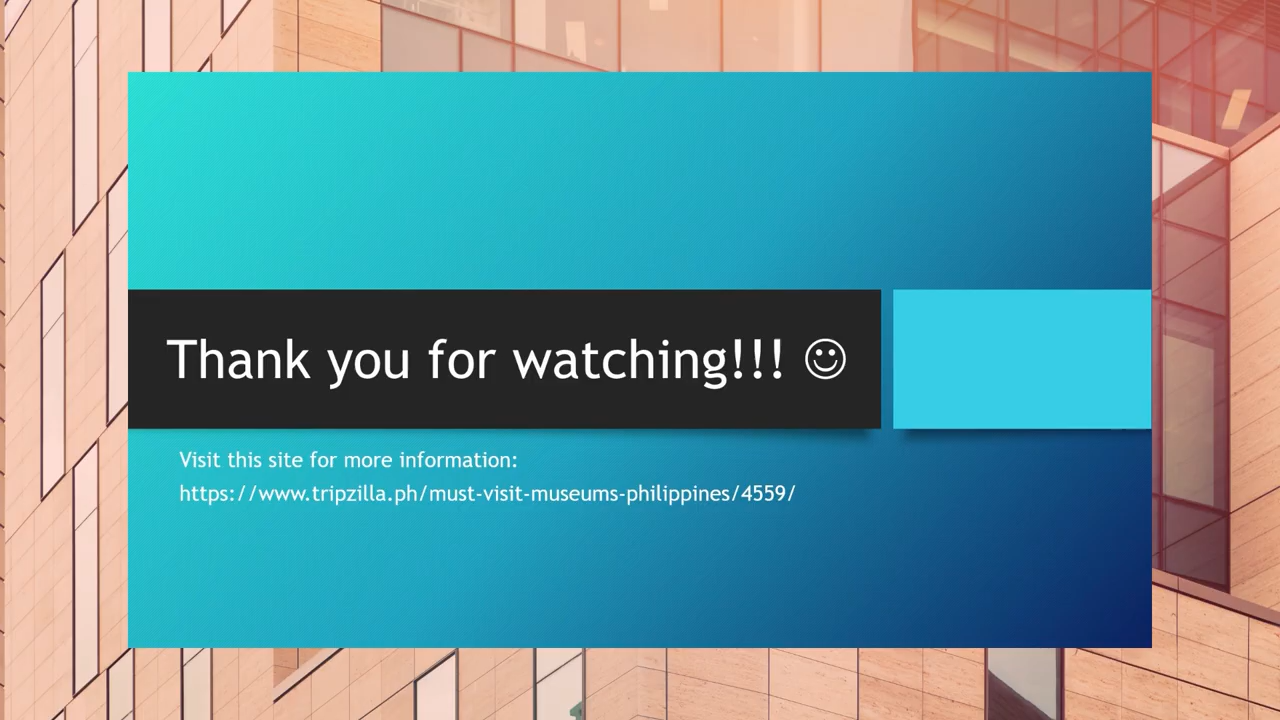 Thank you for watching!!! ☺
Visit this site for more information:
https://www.tripzilla.ph/must-visit-museums-philippines/4559/